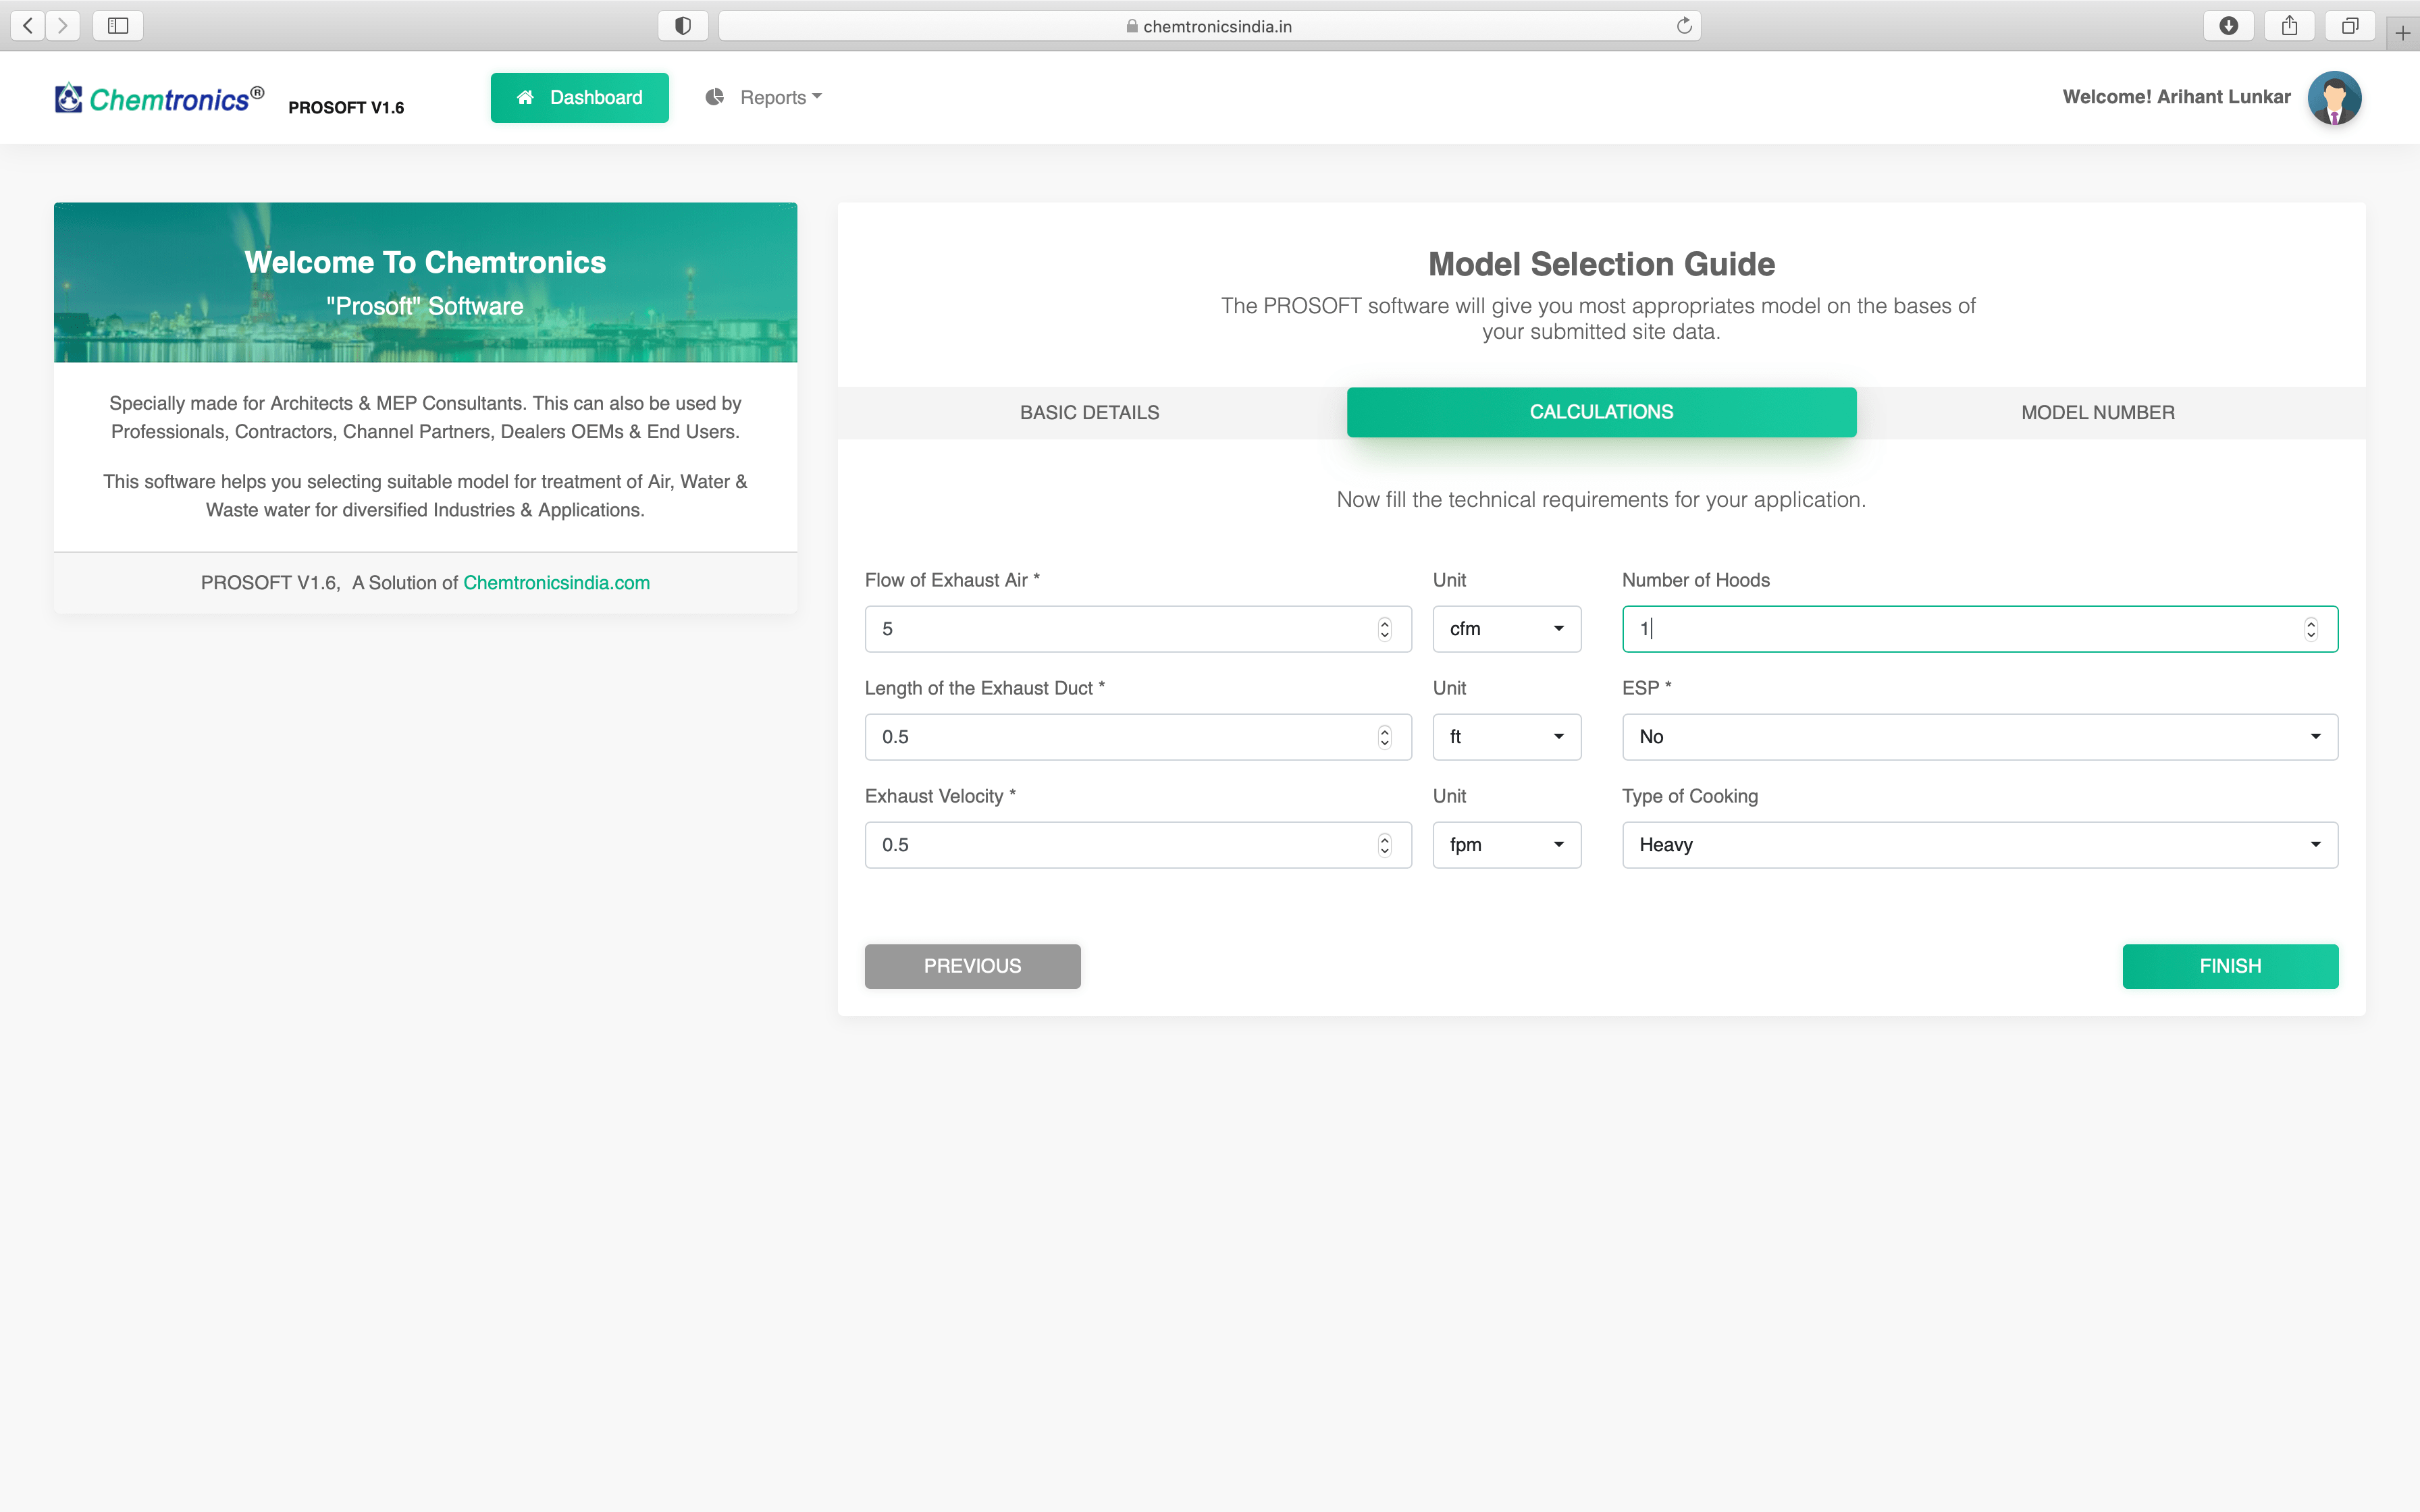 chemtronicsindia.in
Chemtronics®
PROSOFT V1.6
Dashboard
Reports
Welcome! Arihant Lunkar
Welcome To Chemtronics
"Prosoft" Software
Specially made for Architects & MEP Consultants. This can also be used by
Professionals, Contractors, Channel Partners, Dealers OEMs & End Users.
This software helps you selecting suitable model for treatment of Air, Water &
Waste water for diversified Industries & Applications.
PROSOFT V1.6, A Solution of Chemtronicsindia.com
Model Selection Guide
The PROSOFT software will give you most appropriates model on the bases of
your submitted site data.
BASIC DETAILS
CALCULATIONS
MODEL NUMBER
Now fill the technical requirements for your application.
Flow of Exhaust Air *
Unit
Number of Hoods
5
cfm
1
Length of the Exhaust Duct *
Unit
ESP *
0.5
ft
No
Exhaust Velocity *
Unit
Type of Cooking
0.5
fpm
Heavy
PREVIOUS
FINISH